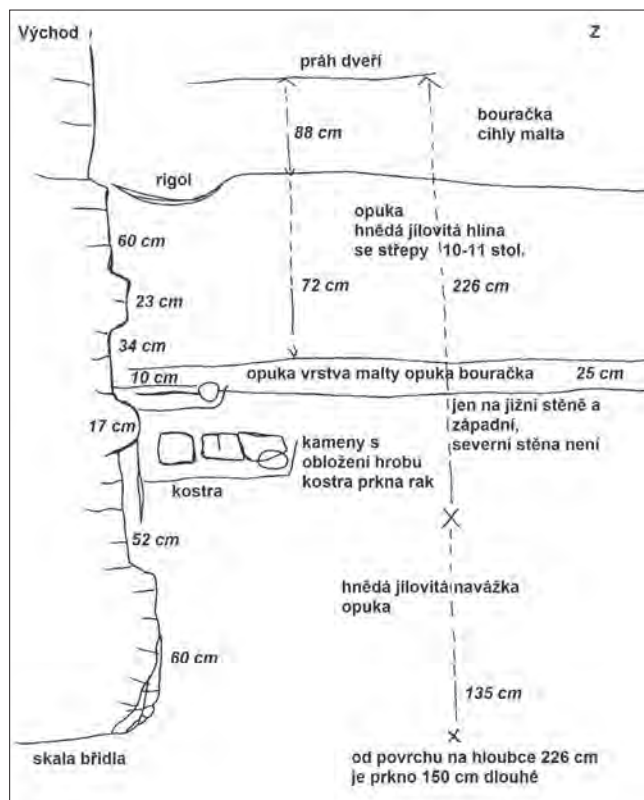 Východ
Z
práh dveří
88 cm
bouračka
cihly malta
rigol
opuka
hnědá jílovitá hlína
se střepy 10-11 stol.
60 cm
72 cm
226 cm
23 cm
34 cm
10 cm
opuka vrstva malty opuka bouračka
25 cm
jen na jižní stěně a
západní,
severní stěna není
17 cm
kameny s
obložení hrobu
kostra prkna rak
kostra
52 cm
hnědá jílovitá navážka
opuka
60 cm
135 cm
skala břidla
od povrchu na hloubce 226 cm
je prkno 150 cm dlouhé